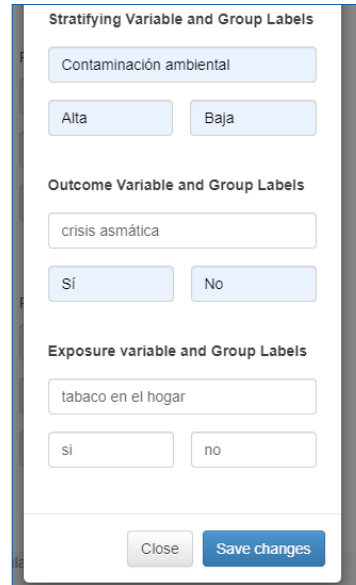 Stratifying Variable and Group Labels
Contaminación ambiental
Alta Baja
Outcome Variable and Group Labels
crisis asmática
Sí No
Exposure variable and Group Labels
tabaco en el hogar
si no
Close Save changes